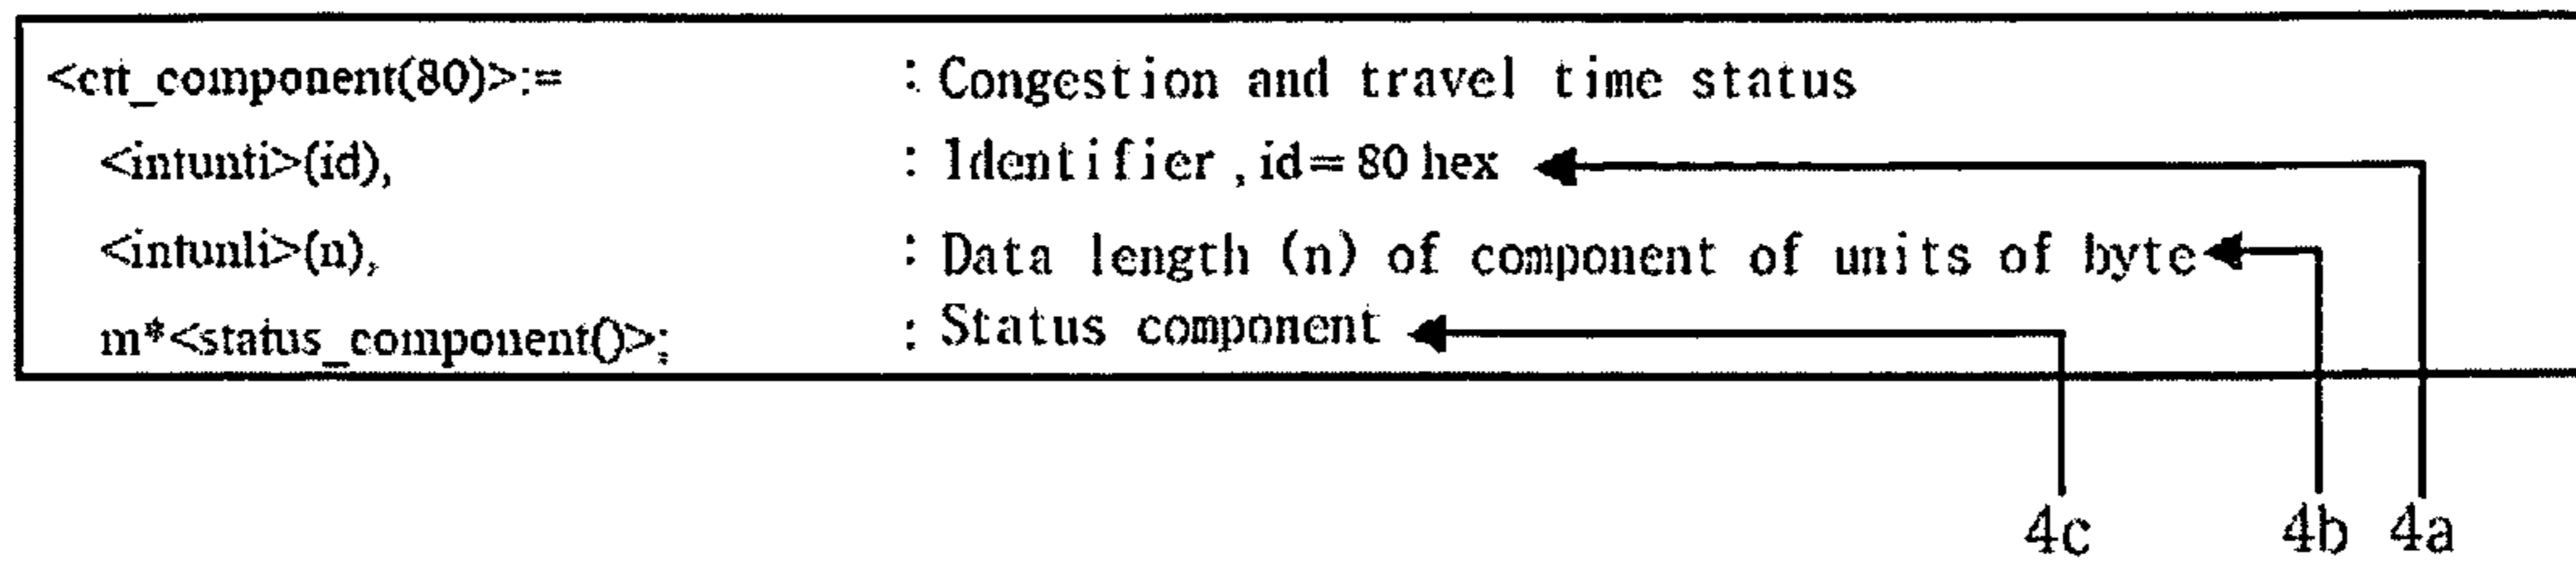 <ctt_component(80)>:= : Congestion and travel time status
<intunti>(id), : Identifier, id=80 hex
<intunli>(n), : Data length (n) of component of units of byte
m*<status_component()>; : Status component
4c 4b 4a